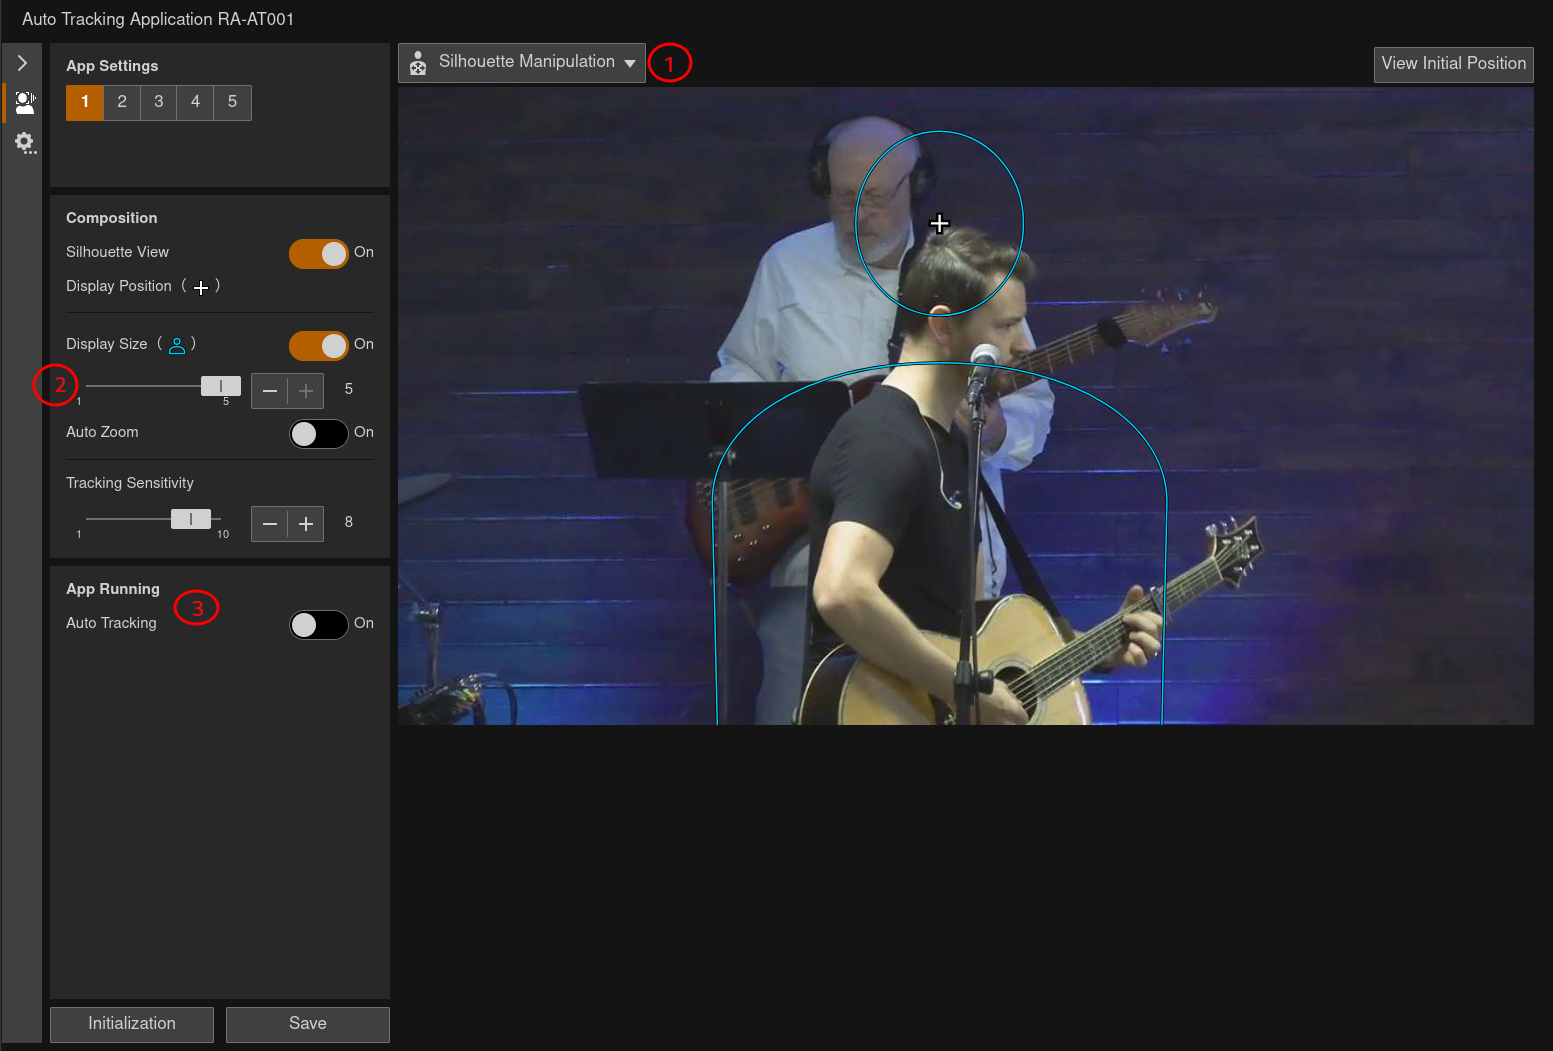 Auto Tracking Application RA-AT001
App Settings
1 2 3 4 5
Composition
Silhouette View On
Display Position ( + )
Display Size ( ) On
2
1 5 − + 5
Auto Zoom On
Tracking Sensitivity
1 10 − + 8
App Running
3
Auto Tracking On
Initialization Save
Silhouette Manipulation
1
View Initial Position